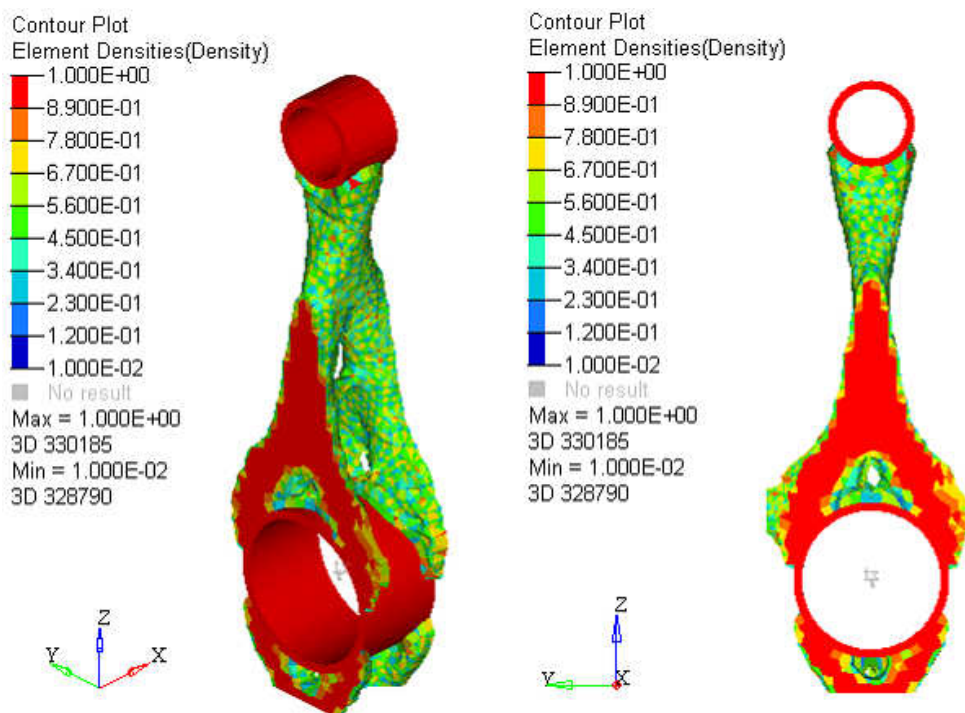 Contour Plot
Element Densities(Density)
1.000E+00
8.900E-01
7.800E-01
6.700E-01
5.600E-01
4.500E-01
3.400E-01
2.300E-01
1.200E-01
1.000E-02
No result
Max = 1.000E+00
3D 330185
Min = 1.000E-02
3D 328790
Z
Y
X
Contour Plot
Element Densities(Density)
1.000E+00
8.900E-01
7.800E-01
6.700E-01
5.600E-01
4.500E-01
3.400E-01
2.300E-01
1.200E-01
1.000E-02
No result
Max = 1.000E+00
3D 330185
Min = 1.000E-02
3D 328790
Z
Y
X